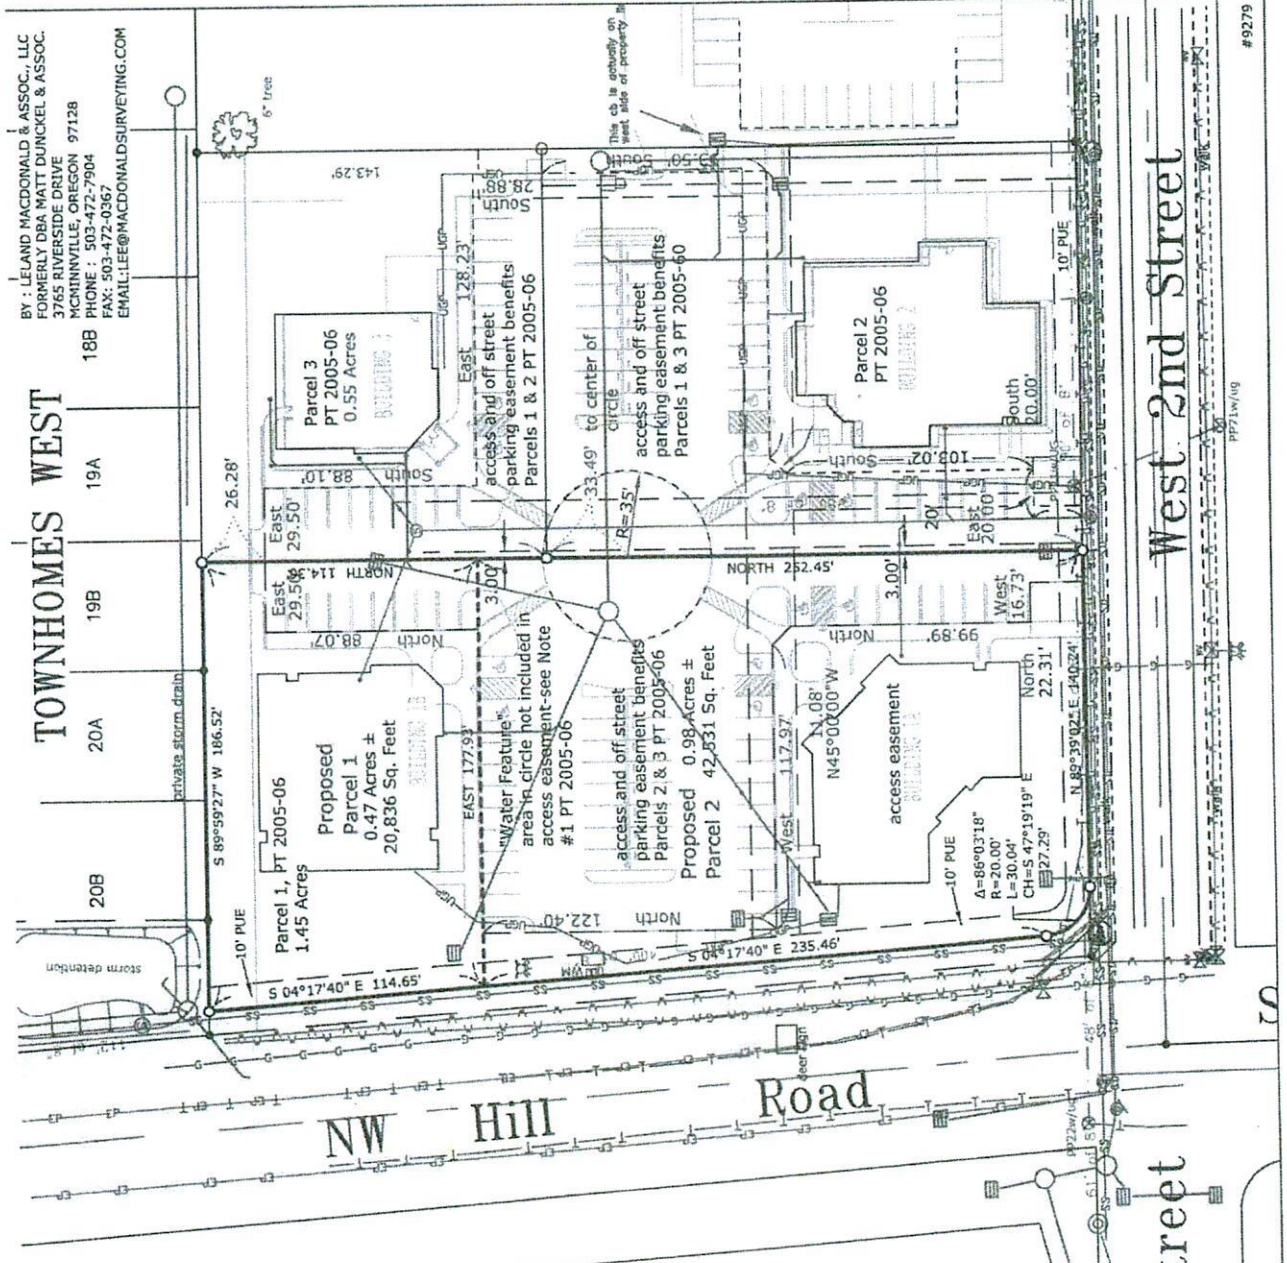 BY : LELAND MACDONALD & ASSOC., LLC
FORMERLY DBA MATT DUNCKEL & ASSOC.
3765 RIVERSIDE DRIVE
MCMINNVILLE, OREGON 97128
PHONE : 503-472-7904
FAX: 503-472-0367
EMAIL:LEE@MACDONALDSURVEYING.COM
#9279
TOWNHOMES WEST
18B
19A
19B
20A
20B
6" tree
143.29'
26.28'
private storm drain
S 89°59'27" W 186.52'
storm detention
10' PUE
Parcel 1, PT 2005-06
1.45 Acres
Proposed
Parcel 1
0.47 Acres ±
20,836 Sq. Feet
Parcel 3
PT 2005-06
0.55 Acres
BUILDING 3
South
88.10'
East
29.50'
East
29.50'
North
88.07'
East 128.23'
South
28.88'
access and off street
parking easement benefits
Parcels 1 & 2 PT 2005-06
33.49' to center of
circle
R=35'
access and off street
parking easement benefits
Parcels 1 & 3 PT 2005-60
This cb is actually on
west side of property
EAST 177.93'
3.00'
"Water Feature"
area in circle not included in
access easement-see Note
#1 PT 2005-06
access and off street
parking easement benefits
Parcels 2 & 3 PT 2005-06
Proposed 0.98 Acres ±
Parcel 2
NORTH 252.45'
3.00'
20'
East
20.00'
South
103.02'
South
20.00'
Parcel 2
PT 2005-06
BUILDING 2
10' PUE
West
16.73'
North
99.89'
North
22.31'
11.08'
N45°00'00"W
West 117.97'
North
122.40'
access easement
N 89°39'02" E 140.24'
Δ=86°03'18"
R=20.00'
L=30.04'
CH=S 47°19'19" E
27.29'
10' PUE
S 04°17'40" E 114.65'
S 04°17'40" E 235.46'
WM
deer sign
NW Hill Road
West 2nd Street
PP21w/ug
PP22w/ug